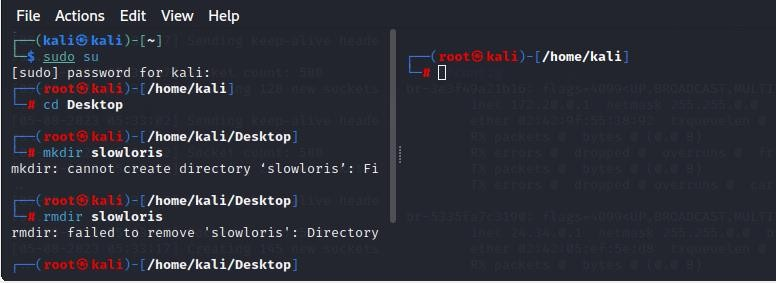 File Actions Edit View Help
┌──(kali㉿kali)-[~]
└─$ sudo su
[sudo] password for kali:
┌──(root㉿kali)-[/home/kali]
└─# cd Desktop
┌──(root㉿kali)-[/home/kali/Desktop]
└─# mkdir slowloris
mkdir: cannot create directory ‘slowloris’: Fi
┌──(root㉿kali)-[/home/kali/Desktop]
└─# rmdir slowloris
rmdir: failed to remove 'slowloris': Directory
┌──(root㉿kali)-[/home/kali/Desktop]
┌──(root㉿kali)-[/home/kali]
└─#